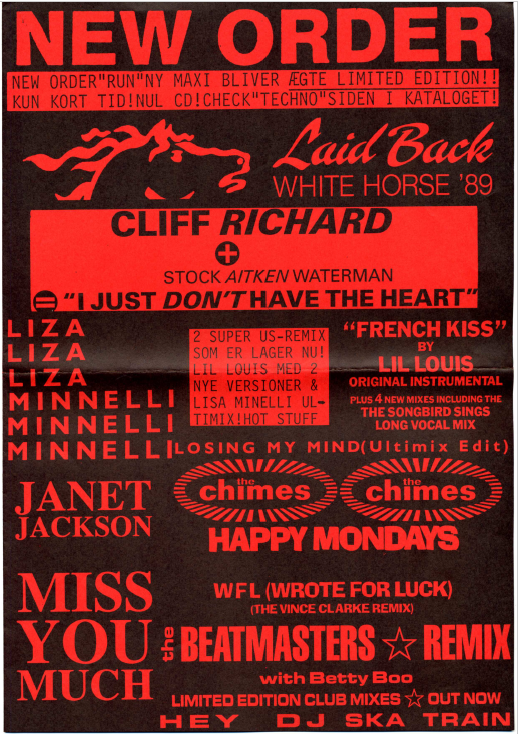 NEW ORDER
NEW ORDER"RUN"NY MAXI BLIVER ÆGTE LIMITED EDITION!!
KUN KORT TID!NUL CD!CHECK"TECHNO"SIDEN I KATALOGET!
Laid Back
WHITE HORSE '89
CLIFF RICHARD
+
STOCK AITKEN WATERMAN
= "I JUST DON'T HAVE THE HEART"
LIZA
LIZA
LIZA
MINNELLI
MINNELLI
MINNELLI
2 SUPER US-REMIX
SOM ER LAGER NU!
LIL LOUIS MED 2
NYE VERSIONER &
LISA MINELLI UL-
TIMIX!HOT STUFF
"FRENCH KISS"
BY
LIL LOUIS
ORIGINAL INSTRUMENTAL
PLUS 4 NEW MIXES INCLUDING THE
THE SONGBIRD SINGS
LONG VOCAL MIX
LOSING MY MIND(Ultimix Edit)
JANET
JACKSON
the
chimes
the
chimes
HAPPY MONDAYS
MISS
YOU
MUCH
WFL (WROTE FOR LUCK)
(THE VINCE CLARKE REMIX)
the BEATMASTERS ☆ REMIX
with Betty Boo
LIMITED EDITION CLUB MIXES ☆ OUT NOW
HEY DJ SKA TRAIN